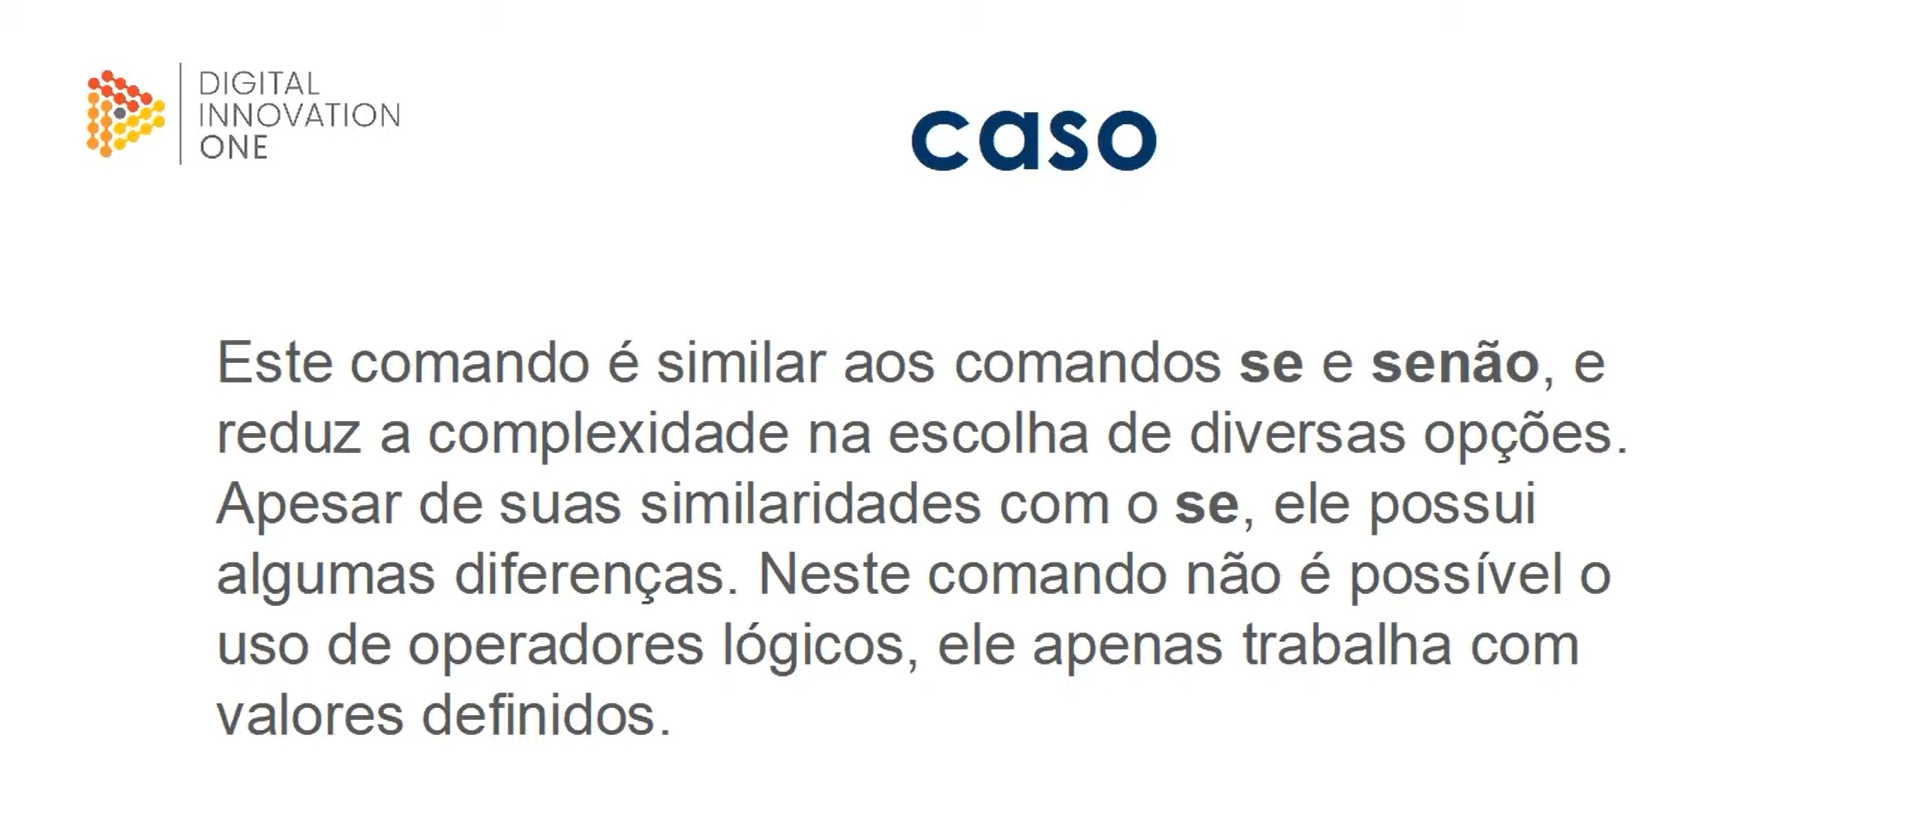 DIGITAL
INNOVATION
ONE
caso
Este comando é similar aos comandos se e senão, e
reduz a complexidade na escolha de diversas opções.
Apesar de suas similaridades com o se, ele possui
algumas diferenças. Neste comando não é possível o
uso de operadores lógicos, ele apenas trabalha com
valores definidos.